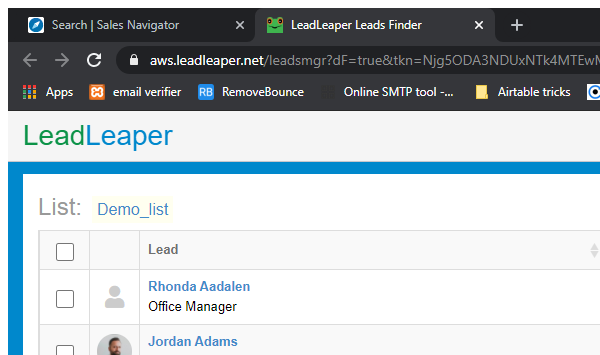 Search | Sales Navigator
LeadLeaper Leads Finder
aws.leadleaper.net/leadsmgr?dF=true&tkn=Njg5ODA3NDUxNTk4MTEwM
Apps
email verifier
RB RemoveBounce
Online SMTP tool -...
Airtable tricks
LeadLeaper
List: Demo_list
Lead
Rhonda Aadalen
Office Manager
Jordan Adams